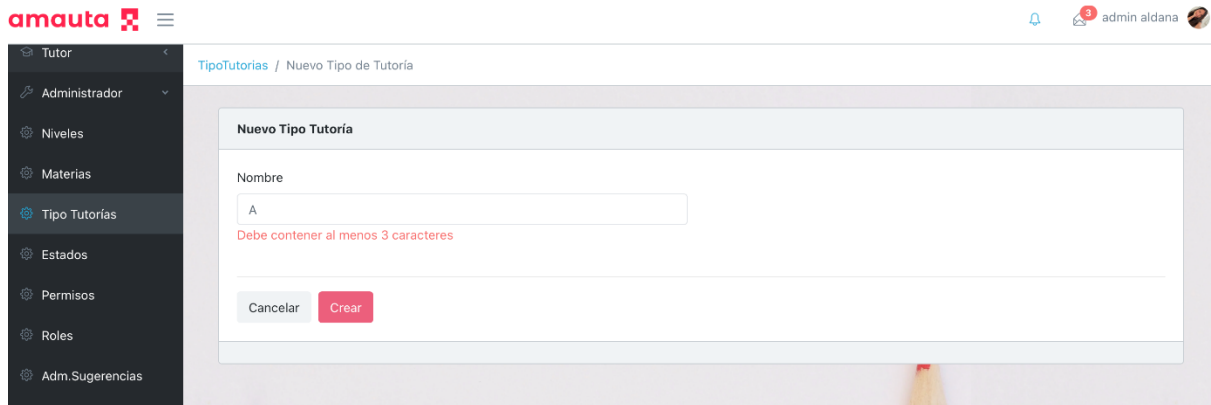 amauta
3
admin aldana
Tutor
TipoTutorias / Nuevo Tipo de Tutoría
Administrador
Niveles
Materias
Tipo Tutorías
Estados
Permisos
Roles
Adm.Sugerencias
Nuevo Tipo Tutoría
Nombre
A
Debe contener al menos 3 caracteres
Cancelar
Crear